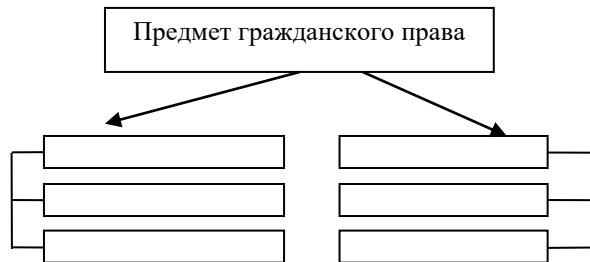 Предмет гражданского права